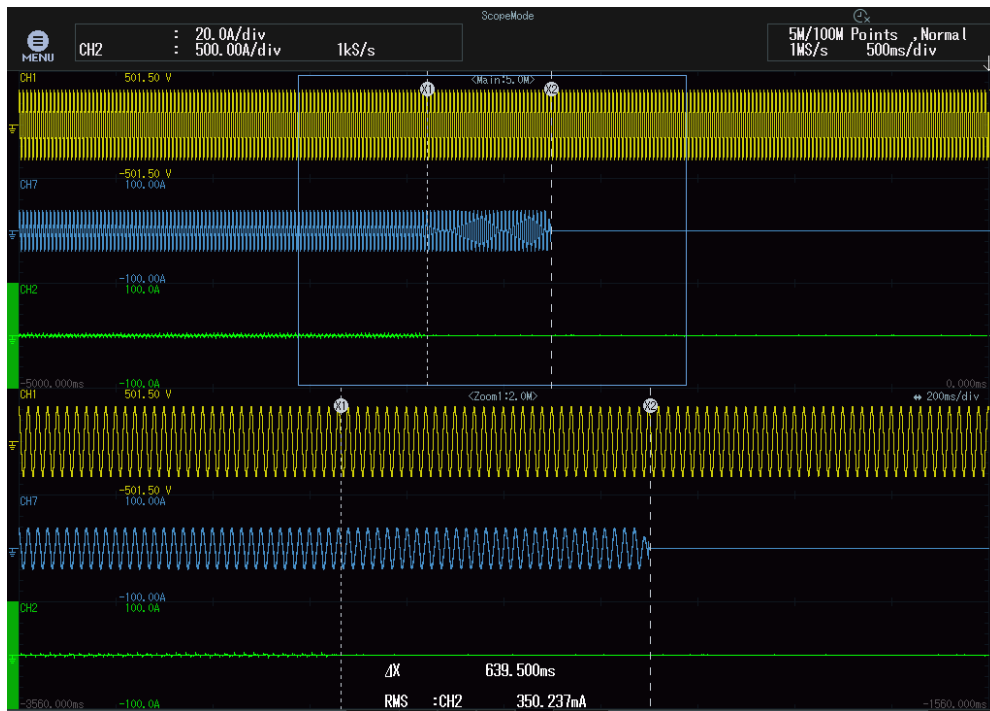 ScopeMode
MENU
: 20.0A/div
CH2 : 500.00A/div 1kS/s
5M/100M Points ,Normal
1MS/s 500ms/div
CH1 501.50 V
<Main:5.0M>
X1 X2
-501.50 V
CH7 100.00A
-100.00A
CH2 100.0A
-5000.000ms -100.0A 0.000ms
CH1 501.50 V
<Zoom1:2.0M>
↔ 200ms/div
X1 X2
-501.50 V
CH7 100.00A
-100.00A
CH2 100.0A
ΔX 639.500ms
RMS :CH2 350.237mA
-3560.000ms -100.0A -1560.000ms